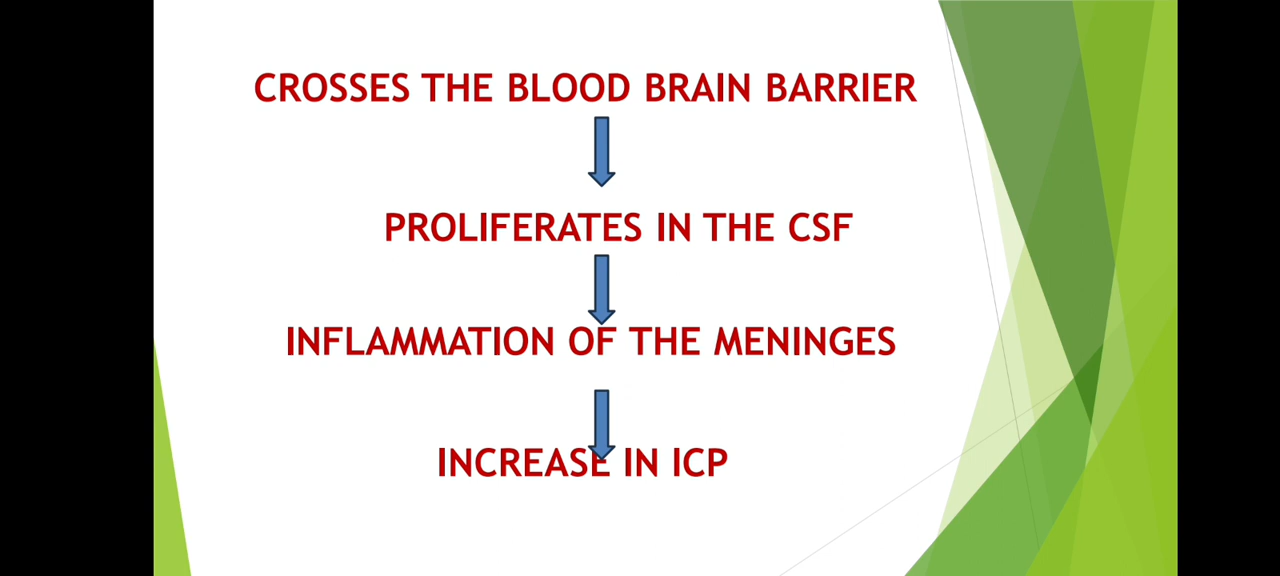 CROSSES THE BLOOD BRAIN BARRIER
PROLIFERATES IN THE CSF
INFLAMMATION OF THE MENINGES
INCREASE IN ICP